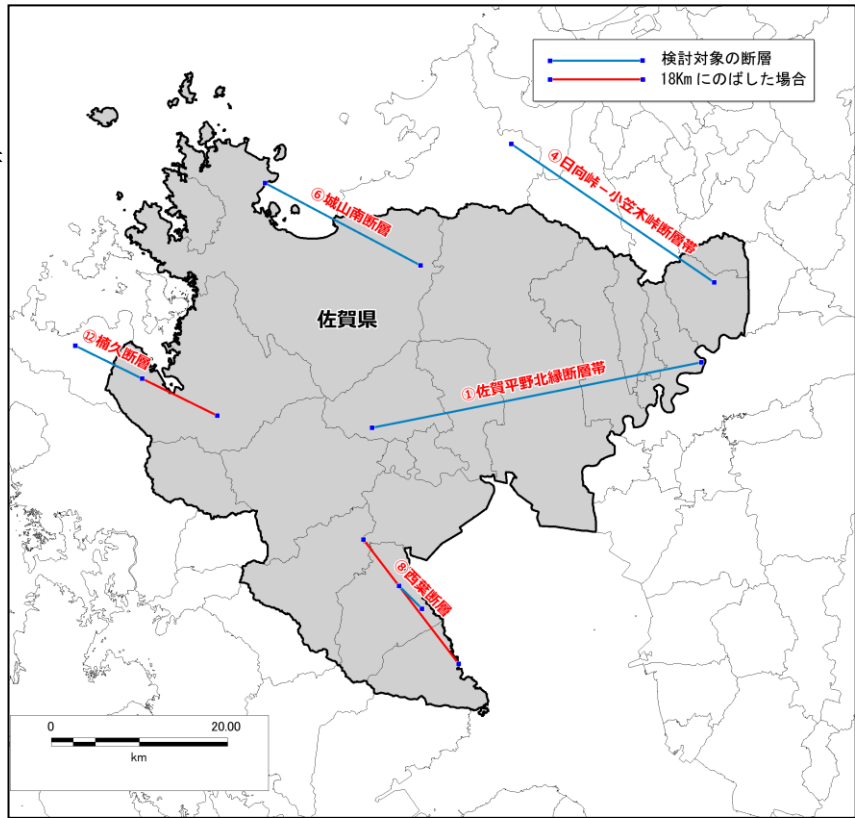 検討対象の断層
18Kmにのばした場合
④日向峠－小笠木峠断層帯
⑥城山南断層
佐賀県
⑫楠久断層
①佐賀平野北縁断層帯
⑧西葉断層
0 20.00
km